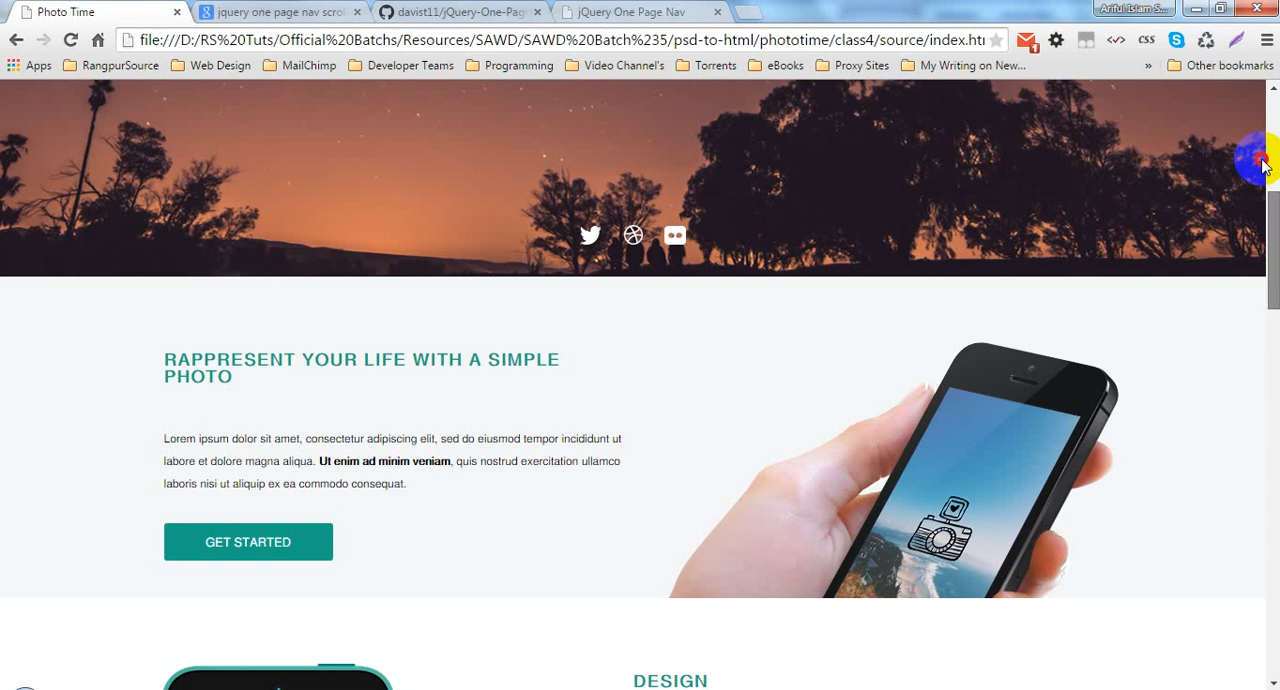 Photo Time
jquery one page nav scro
davist11/jQuery-One-Pag
jQuery One Page Nav
Ariful Islam S...
file:///D:/RS%20Tuts/Official%20Batchs/Resource/SAWD/SAWD%20Batch%235/psd-to-html/phototime/class4/source/index.ht
1
CSS
Apps
RangpurSource
Web Design
MailChimp
Developer Teams
Programming
Video Channel's
Torrents
eBooks
Proxy Sites
My Writing on New...
»
Other bookmarks
RAPPRESENT YOUR LIFE WITH A SIMPLE
PHOTO
Lorem ipsum dolor sit amet, consectetur adipiscing elit, sed do eiusmod tempor incididunt ut
labore et dolore magna aliqua. Ut enim ad minim veniam, quis nostrud exercitation ullamco
laboris nisi ut aliquip ex ea commodo consequat.
GET STARTED
DESIGN